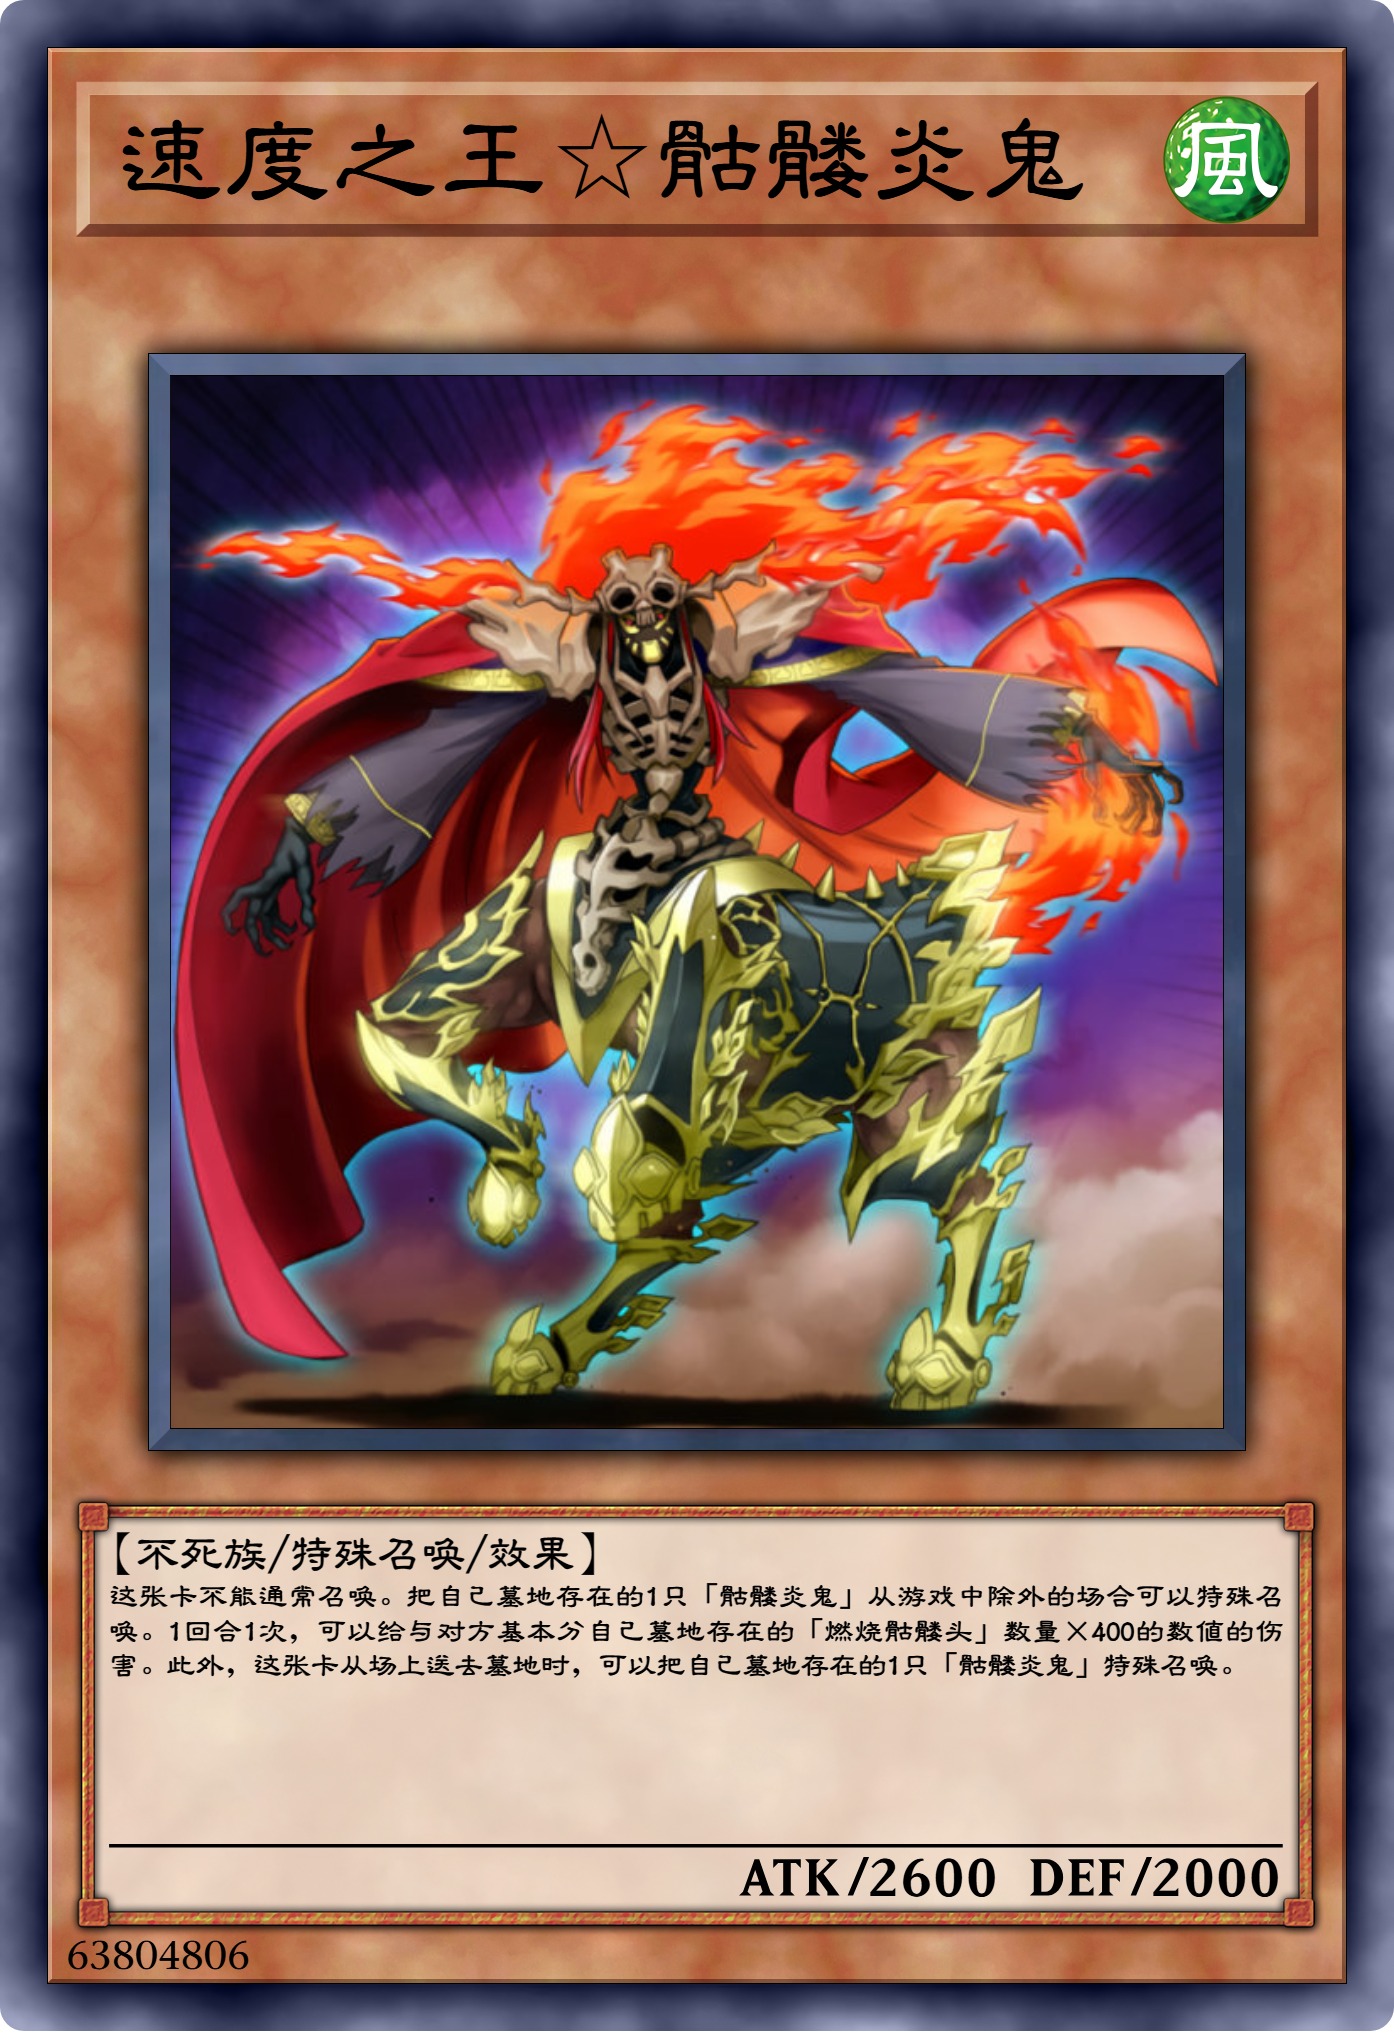 速度之王☆骷髅炎鬼
風
【不死族/特殊召唤/效果】
这张卡不能通常召唤。把自己墓地存在的1只「骷髅炎鬼」从游戏中除外的场合可以特殊召
唤。1回合1次，可以给与对方基本分自己墓地存在的「燃烧骷髅头」数量×400的数值的伤
害。此外，这张卡从场上送去墓地时，可以把自己墓地存在的1只「骷髅炎鬼」特殊召唤。
ATK/2600 DEF/2000
63804806